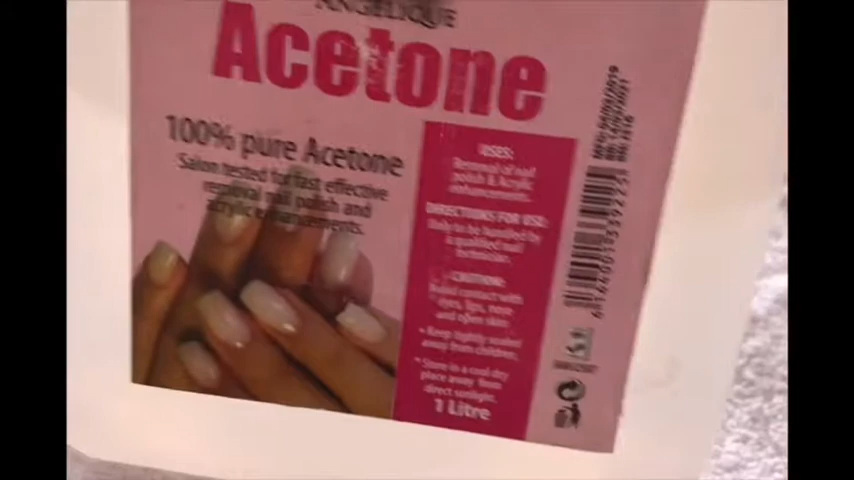 ANGELIQUE
Acetone
100% pure Acetone
Salon tested for fast effective
removal nail polish and
acrylic enhancements.
USES:
Removal of nail
polish & Acrylic
enhancements.
DIRECTIONS FOR USE:
Only to be handled by
a qualified nail
technician.
CAUTION:
Avoid contact with
eyes, lips, nose
and open skin.
• Keep tightly sealed
away from children.
• Store in a cool dry
place away from
direct sunlight.
1 Litre